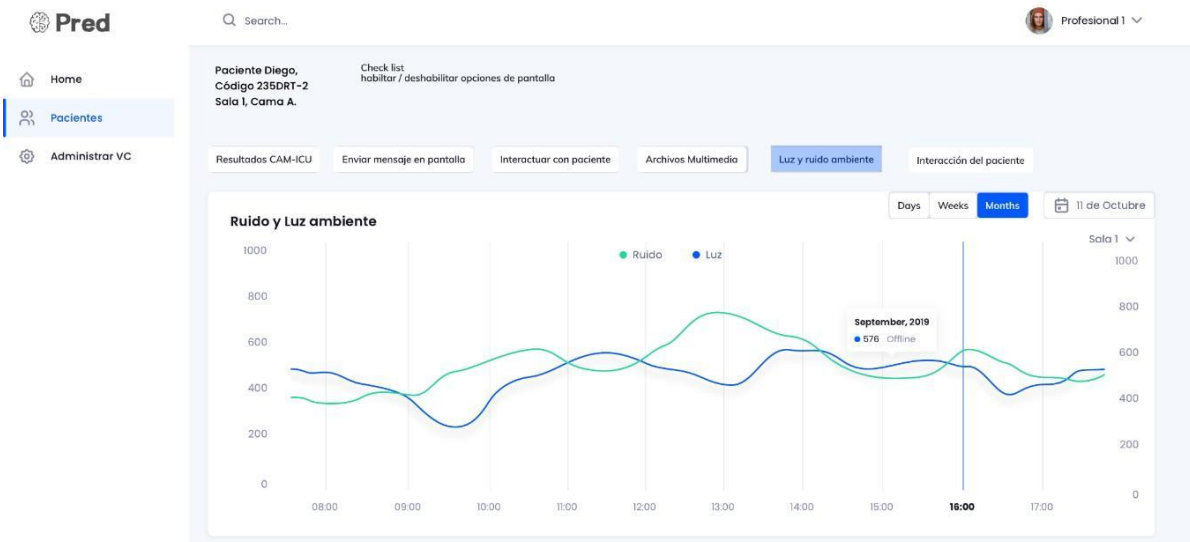 Pred
Search...
Profesional 1
Home
Pacientes
Administrar VC
Paciente Diego,
Código 235DRT-2
Sala 1, Cama A.
Check list
habiltar / deshabilitar opciones de pantalla
Resultados CAM-ICU
Enviar mensaje en pantalla
Interactuar con paciente
Archivos Multimedia
Luz y ruido ambiente
Interacción del paciente
Days
Weeks
Months
11 de Octubre
Ruido y Luz ambiente
Sala 1
Ruido
Luz
1000
800
600
400
200
0
1000
800
600
400
200
0
September, 2019
576 Offline
08:00
09:00
10:00
11:00
12:00
13:00
14:00
15:00
16:00
17:00